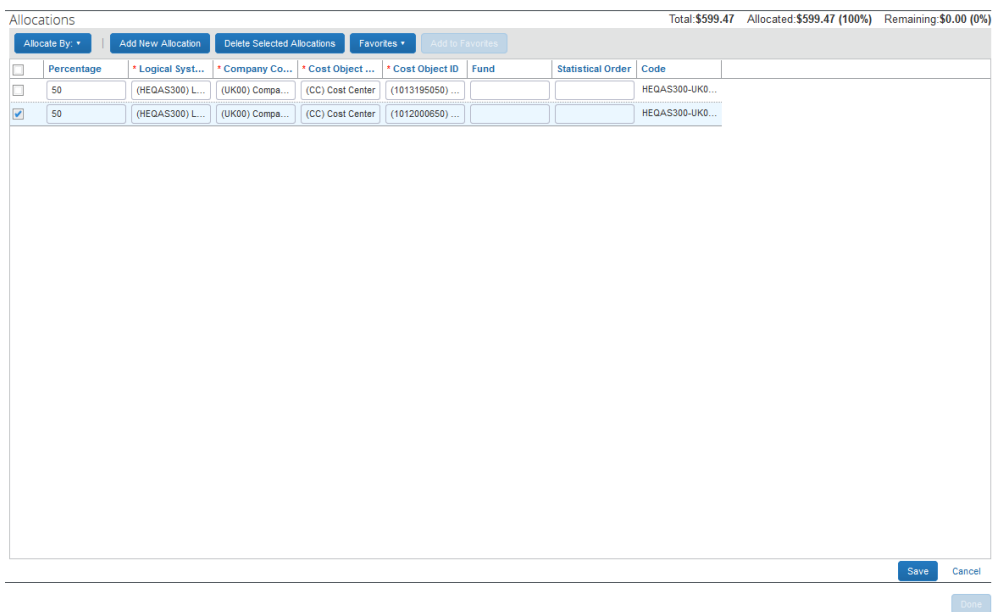 Allocations Total:$599.47 Allocated:$599.47 (100%) Remaining:$0.00 (0%)
Allocate By: Add New Allocation Delete Selected Allocations Favorites Add to Favorites
Percentage * Logical Syst... * Company Co... * Cost Object ... * Cost Object ID Fund Statistical Order Code
50 (HEQAS300) L... (UK00) Compa... (CC) Cost Center (1013195050) ... HEQAS300-UK0...
50 (HEQAS300) L... (UK00) Compa... (CC) Cost Center (1012000650) ... HEQAS300-UK0...
Save Cancel
Done